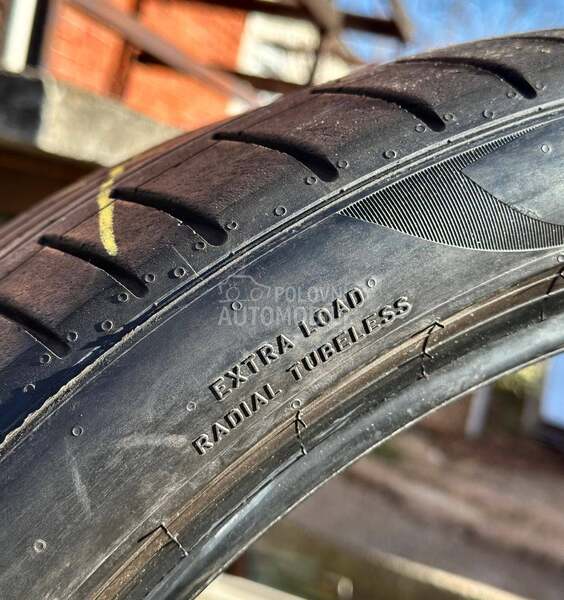 POLOVNI
AUTOMOBILI
EXTRA LOAD
RADIAL TUBELESS